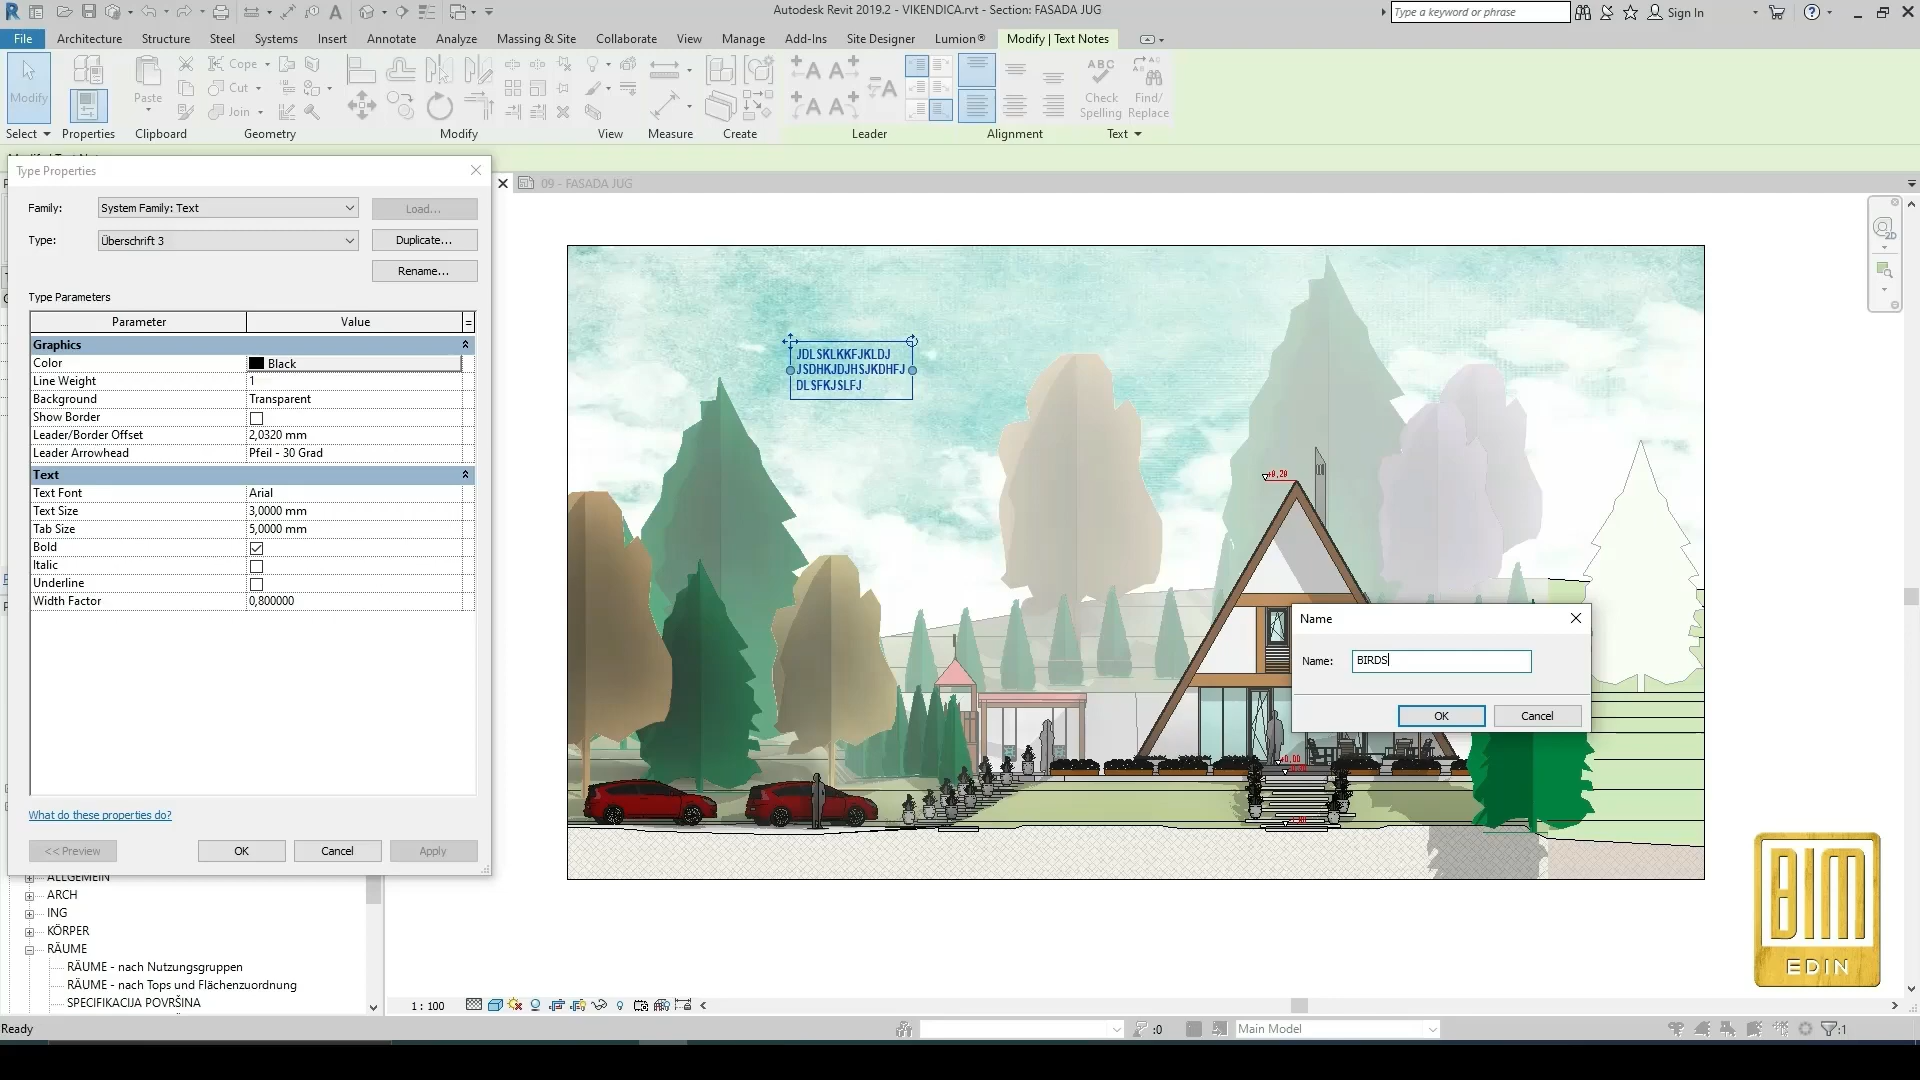 Autodesk Revit 2019.2 - VIKENDICA.rvt - Section: FASADA JUG
Type a keyword or phrase
Sign In
File Architecture Structure Steel Systems Insert Annotate Analyze Massing & Site Collaborate View Manage Add-Ins Site Designer Lumion® Modify | Text Notes
Modify
Paste
Cope
Cut
Join
ABC
Check Spelling
Find/ Replace
Select Properties Clipboard Geometry Modify View Measure Create Leader Alignment Text
Type Properties
09 - FASADA JUG
Family: System Family: Text Load...
Type: Überschrift 3 Duplicate...
Rename...
Type Parameters
Parameter Value =
Graphics
Color Black
Line Weight 1
Background Transparent
Show Border
Leader/Border Offset 2,0320 mm
Leader Arrowhead Pfeil - 30 Grad
Text
Text Font Arial
Text Size 3,0000 mm
Tab Size 5,0000 mm
Bold
Italic
Underline
Width Factor 0,800000
What do these properties do?
<< Preview OK Cancel Apply
JDLSKLKKFJKLDJ
JSDHKJDJHSJKDHFJ
DLSFKJSLFJ
Name
Name: BIRDS
OK Cancel
ALLGEMEIN
ARCH
ING
KÖRPER
RÄUME
RÄUME - nach Nutzungsgruppen
RÄUME - nach Tops und Flächenzuordnung
SPECIFIKACIJA POVRŠINA
1 : 100
BIM
EDIN
Ready
:0
Main Model
:1